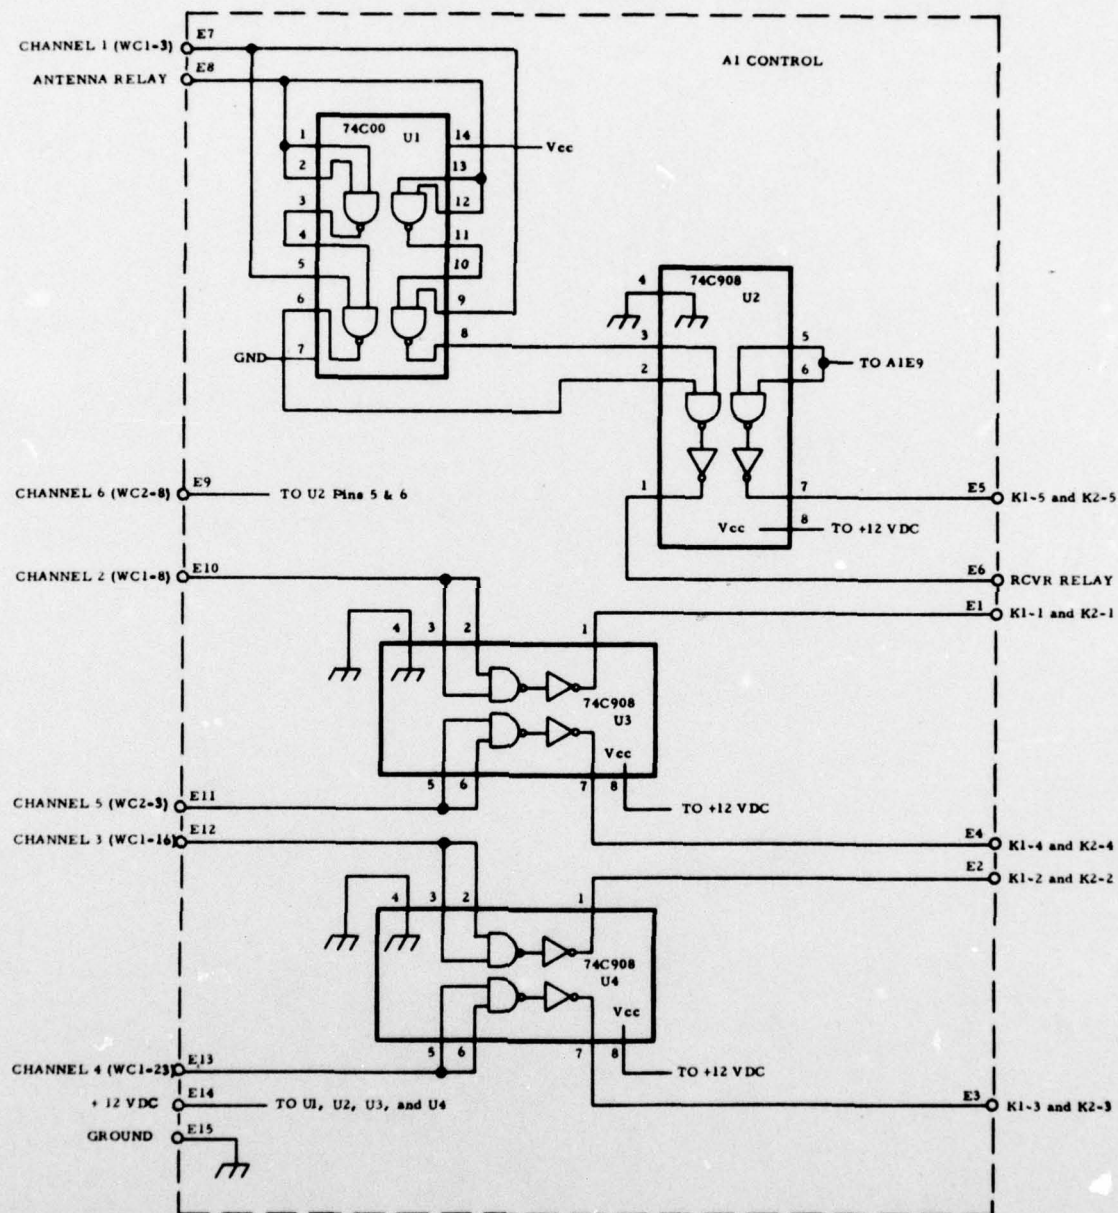 A1 CONTROL
CHANNEL 1 (WC1-3) E7
ANTENNA RELAY E8
74C00 U1
1
2
3
4
5
6
7
GND
14 Vcc
13
12
11
10
9
8
74C908
U2
4
3
2
1
5
6
TO A1E9
7
8
Vcc TO +12 VDC
E5 K1-5 and K2-5
E6 RCVR RELAY
E1 K1-1 and K2-1
CHANNEL 6 (WC2-8) E9 TO U2 Pins 5 & 6
CHANNEL 2 (WC1-8) E10
4 3 2 1
74C908
U3
Vcc
5 6 7 8
TO +12 VDC
CHANNEL 5 (WC2-3) E11
CHANNEL 3 (WC1-16) E12
E4 K1-4 and K2-4
E2 K1-2 and K2-2
4 3 2 1
74C908
U4
Vcc
5 6 7 8
TO +12 VDC
CHANNEL 4 (WC1-23) E13
+ 12 VDC E14 TO U1, U2, U3, and U4
E3 K1-3 and K2-3
GROUND E15